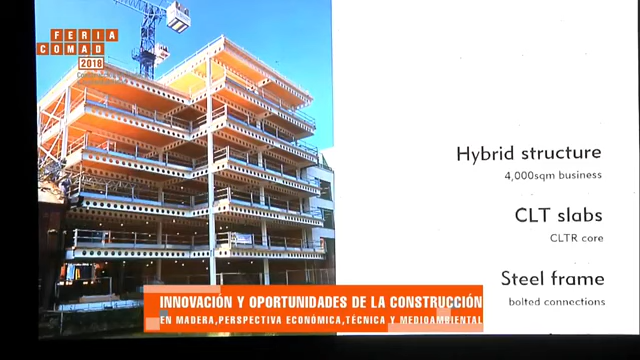 FERIA
COMAD
2018
Hybrid structure
4,000sqm business
CLT slabs
CLTR core
Steel frame
bolted connections
INNOVACIÓN Y OPORTUNIDADES DE LA CONSTRUCCIÓN
EN MADERA,PERSPECTIVA ECONÓMICA,TÉCNICA Y MEDIOAMBIENTAL